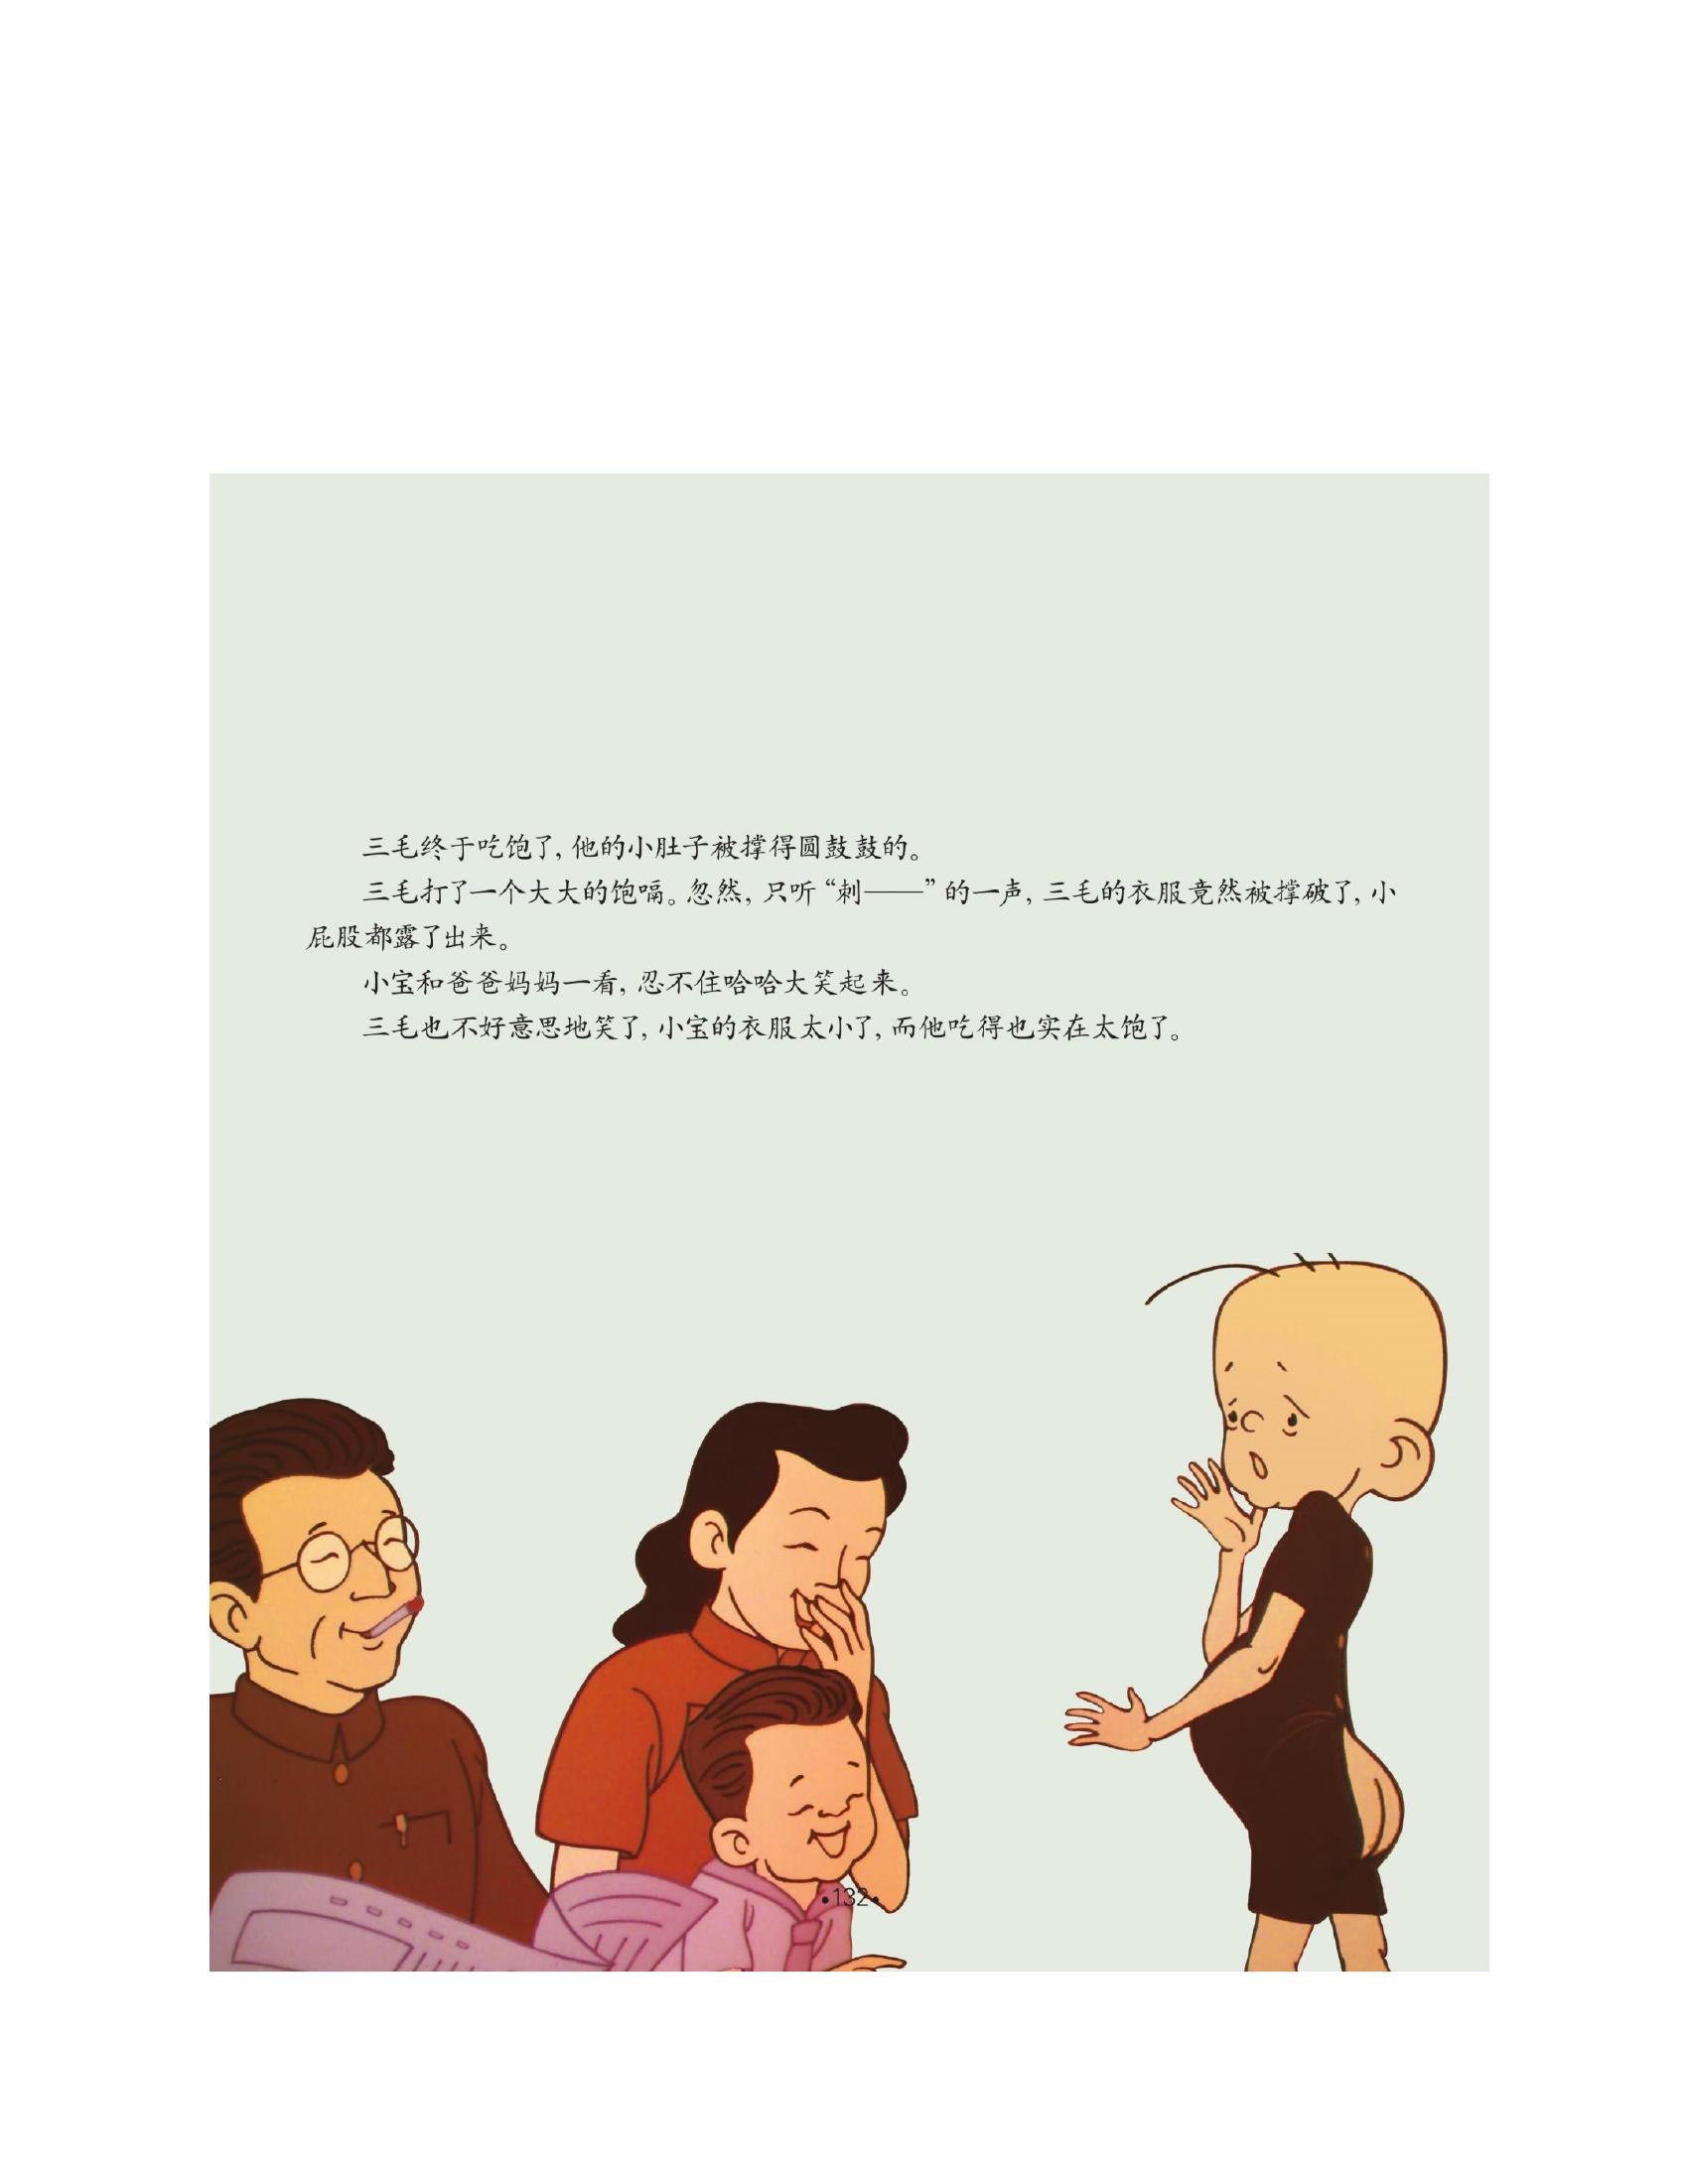 三毛终于吃饱了，他的小肚子被撑得圆鼓鼓的。
三毛打了一个大大的饱嗝。忽然，只听“刺——”的一声，三毛的衣服竟然被撑破了，小
屁股都露了出来。
小宝和爸爸妈妈一看，忍不住哈哈大笑起来。
三毛也不好意思地笑了，小宝的衣服太小了，而他吃得也实在太饱了。
•132•